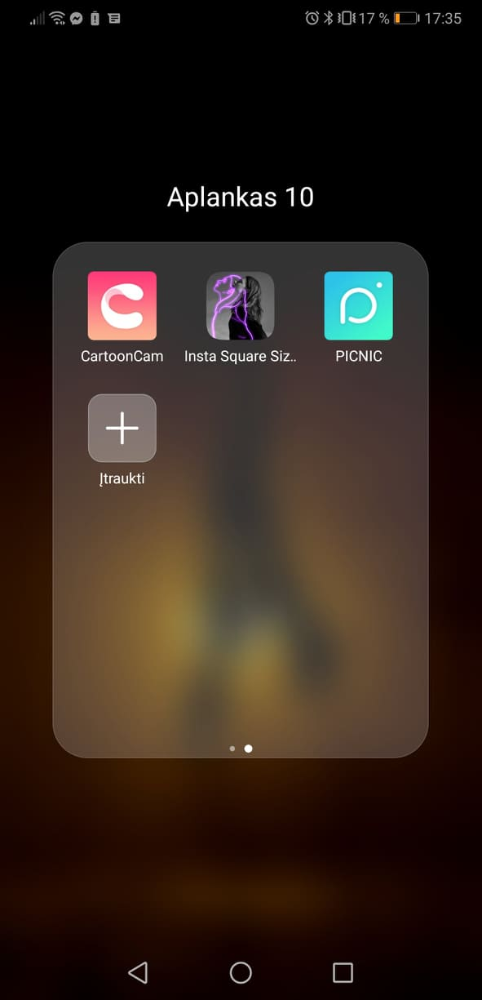 17 % 17:35
Aplankas 10
CartoonCam Insta Square Siz.. PICNIC
Įtraukti